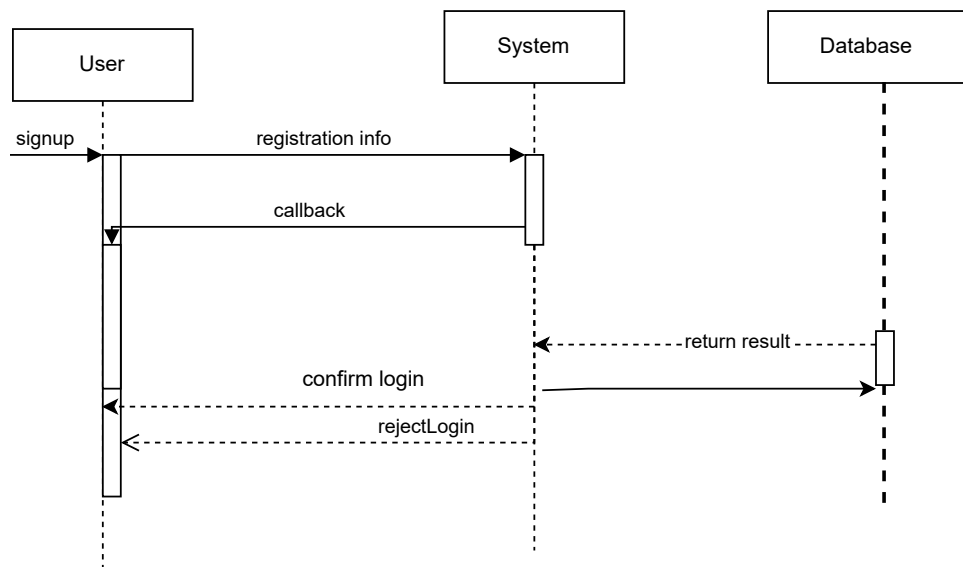 User
System
Database
signup
registration info
callback
return result
confirm login
rejectLogin